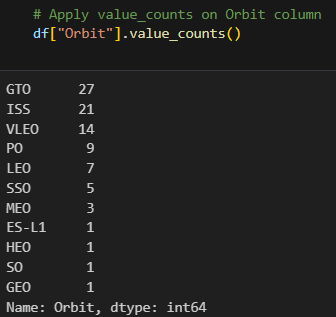 # Apply value_counts on Orbit column
df["Orbit"].value_counts()
GTO 27
ISS 21
VLEO 14
PO 9
LEO 7
SSO 5
MEO 3
ES-L1 1
HEO 1
SO 1
GEO 1
Name: Orbit, dtype: int64